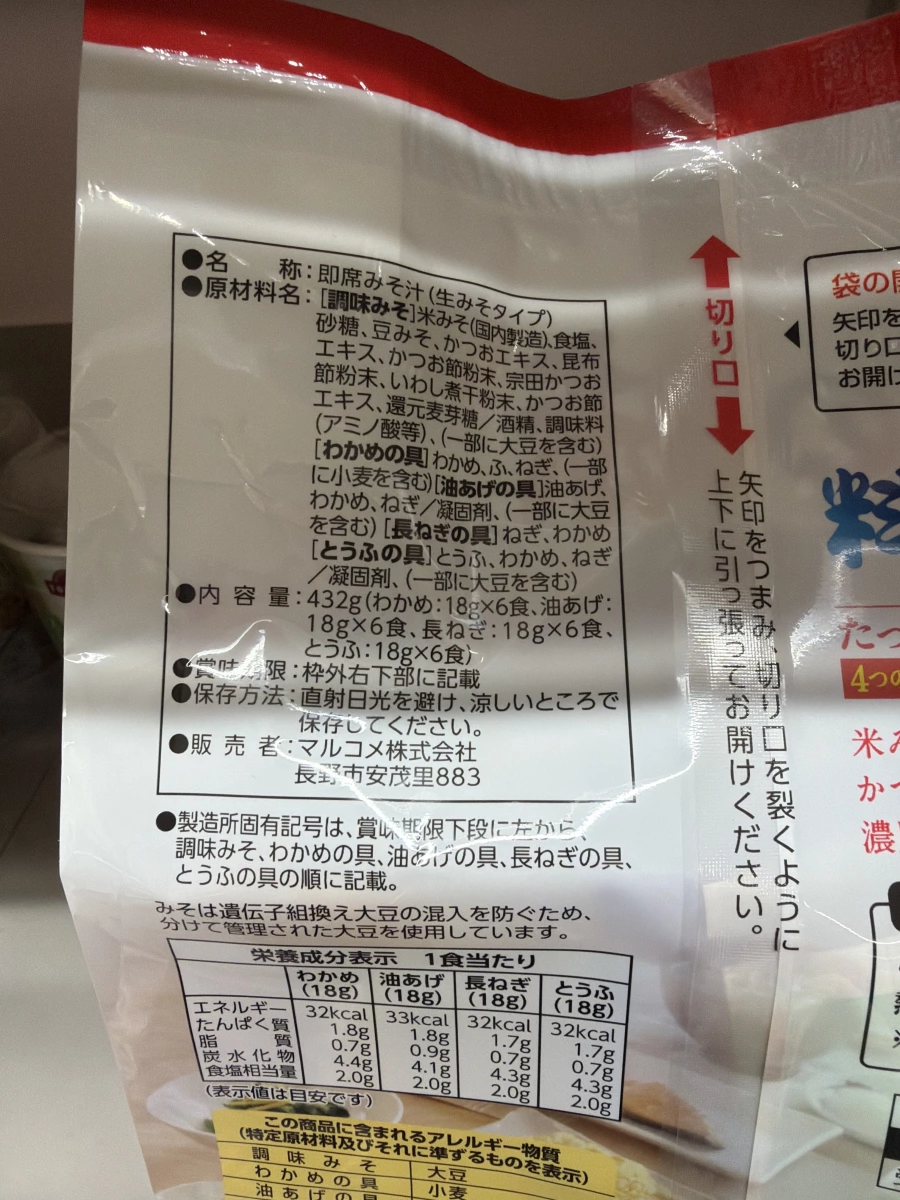 ●名 称：即席みそ汁（生みそタイプ）
●原材料名：[調味みそ]米みそ(国内製造)、食塩、
砂糖、豆みそ、かつおエキス、昆布
エキス、かつお節粉末、宗田かつお
節粉末、いわし煮干粉末、かつお節
エキス、還元麦芽糖／酒精、調味料
(アミノ酸等)、(一部に大豆を含む)
[わかめの具]わかめ、ふ、ねぎ、(一部
に小麦を含む)[油あげの具]油あげ、
わかめ、ねぎ／凝固剤、(一部に大豆
を含む)[長ねぎの具]ねぎ、わかめ
[とうふの具]とうふ、わかめ、ねぎ
／凝固剤、(一部に大豆を含む)
●内容量：432g(わかめ：18g×6食、油あげ：
18g×6食、長ねぎ：18g×6食、
とうふ：18g×6食)
●賞味期限：枠外右下部に記載
●保存方法：直射日光を避け、涼しいところで
保存してください。
●販売者：マルコメ株式会社
長野市安茂里883
●製造所固有記号は、賞味期限下段に左から、
調味みそ、わかめの具、油あげの具、長ねぎの具、
とうふの具の順に記載。
みそは遺伝子組換え大豆の混入を防ぐため、
分けて管理された大豆を使用しています。
栄養成分表示 1食当たり
わかめ(18g) 油あげ(18g) 長ねぎ(18g) とうふ(18g)
エネルギー 32kcal 33kcal 32kcal 32kcal
たんぱく質 1.8g 1.8g 1.7g 1.7g
脂質 0.7g 0.9g 0.7g 0.7g
炭水化物 4.4g 4.1g 4.3g 4.3g
食塩相当量 2.0g 2.0g 2.0g 2.0g
(表示値は目安です)
この商品に含まれるアレルギー物質
(特定原材料及びそれに準ずるものを表示)
調味みそ 大豆
わかめの具 小麦
油あげの具
切り口
矢印をつまみ、切り口を裂くように
上下に引っ張ってお開けください。
袋の
矢印を
切り口
お開け
粒
たっ
4つの
米み
かつ
濃